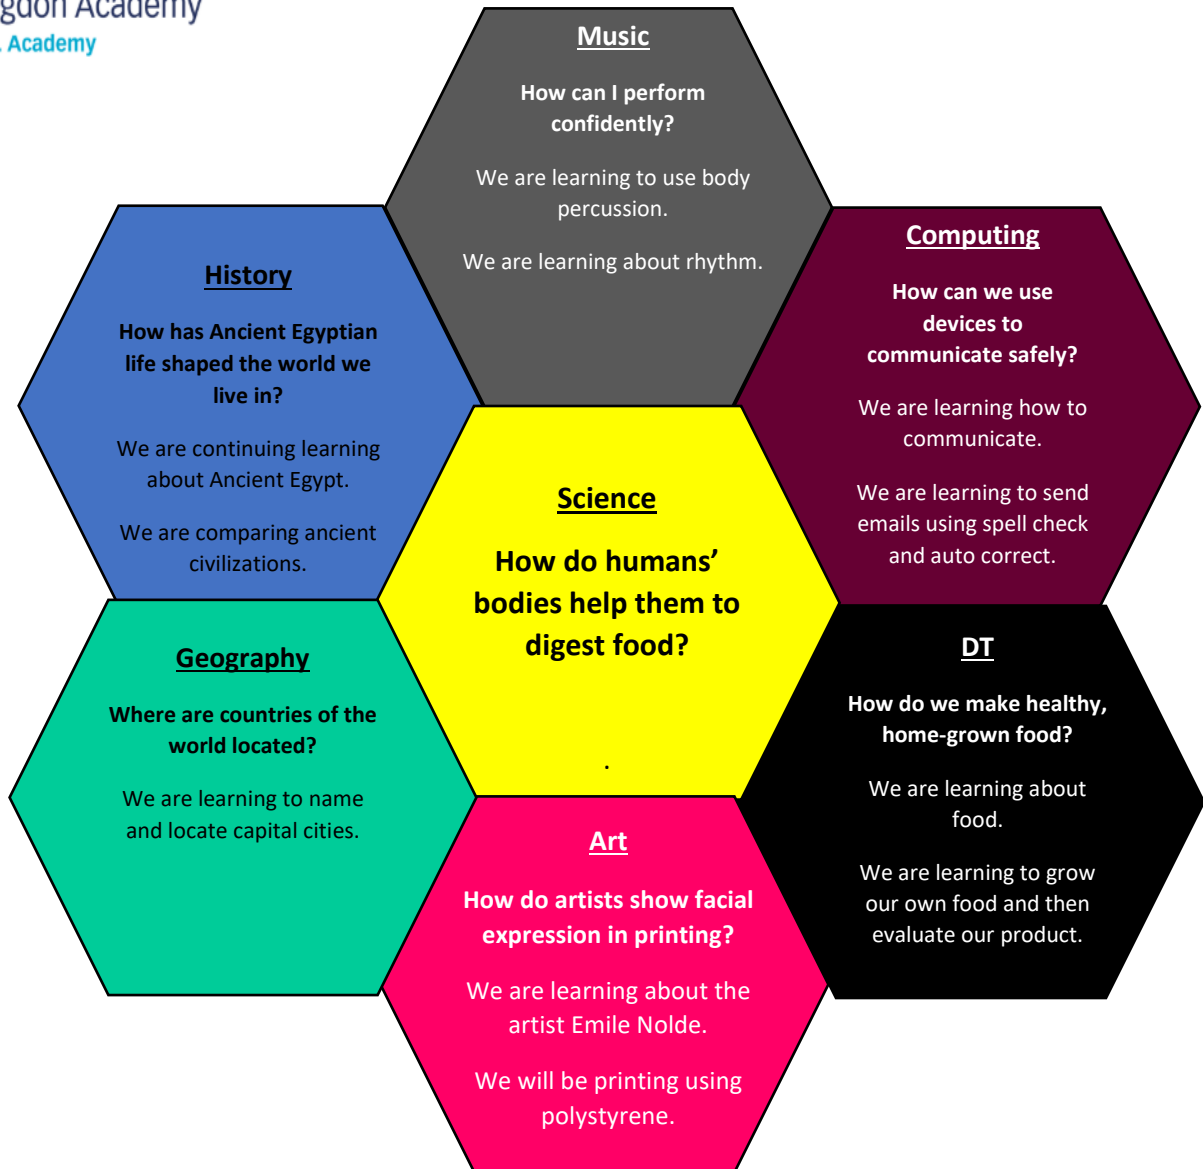 Academy
Academy
Music
How can I perform
confidently?
We are learning to use body
percussion.
We are learning about rhythm.
History
How has Ancient Egyptian
life shaped the world we
live in?
We are continuing learning
about Ancient Egypt.
We are comparing ancient
civilizations.
Computing
How can we use
devices to
communicate safely?
We are learning how to
communicate.
We are learning to send
emails using spell check
and auto correct.
Science
How do humans’
bodies help them to
digest food?
.
Geography
Where are countries of the
world located?
We are learning to name
and locate capital cities.
DT
How do we make healthy,
home-grown food?
We are learning about
food.
We are learning to grow
our own food and then
evaluate our product.
Art
How do artists show facial
expression in printing?
We are learning about the
artist Emile Nolde.
We will be printing using
polystyrene.